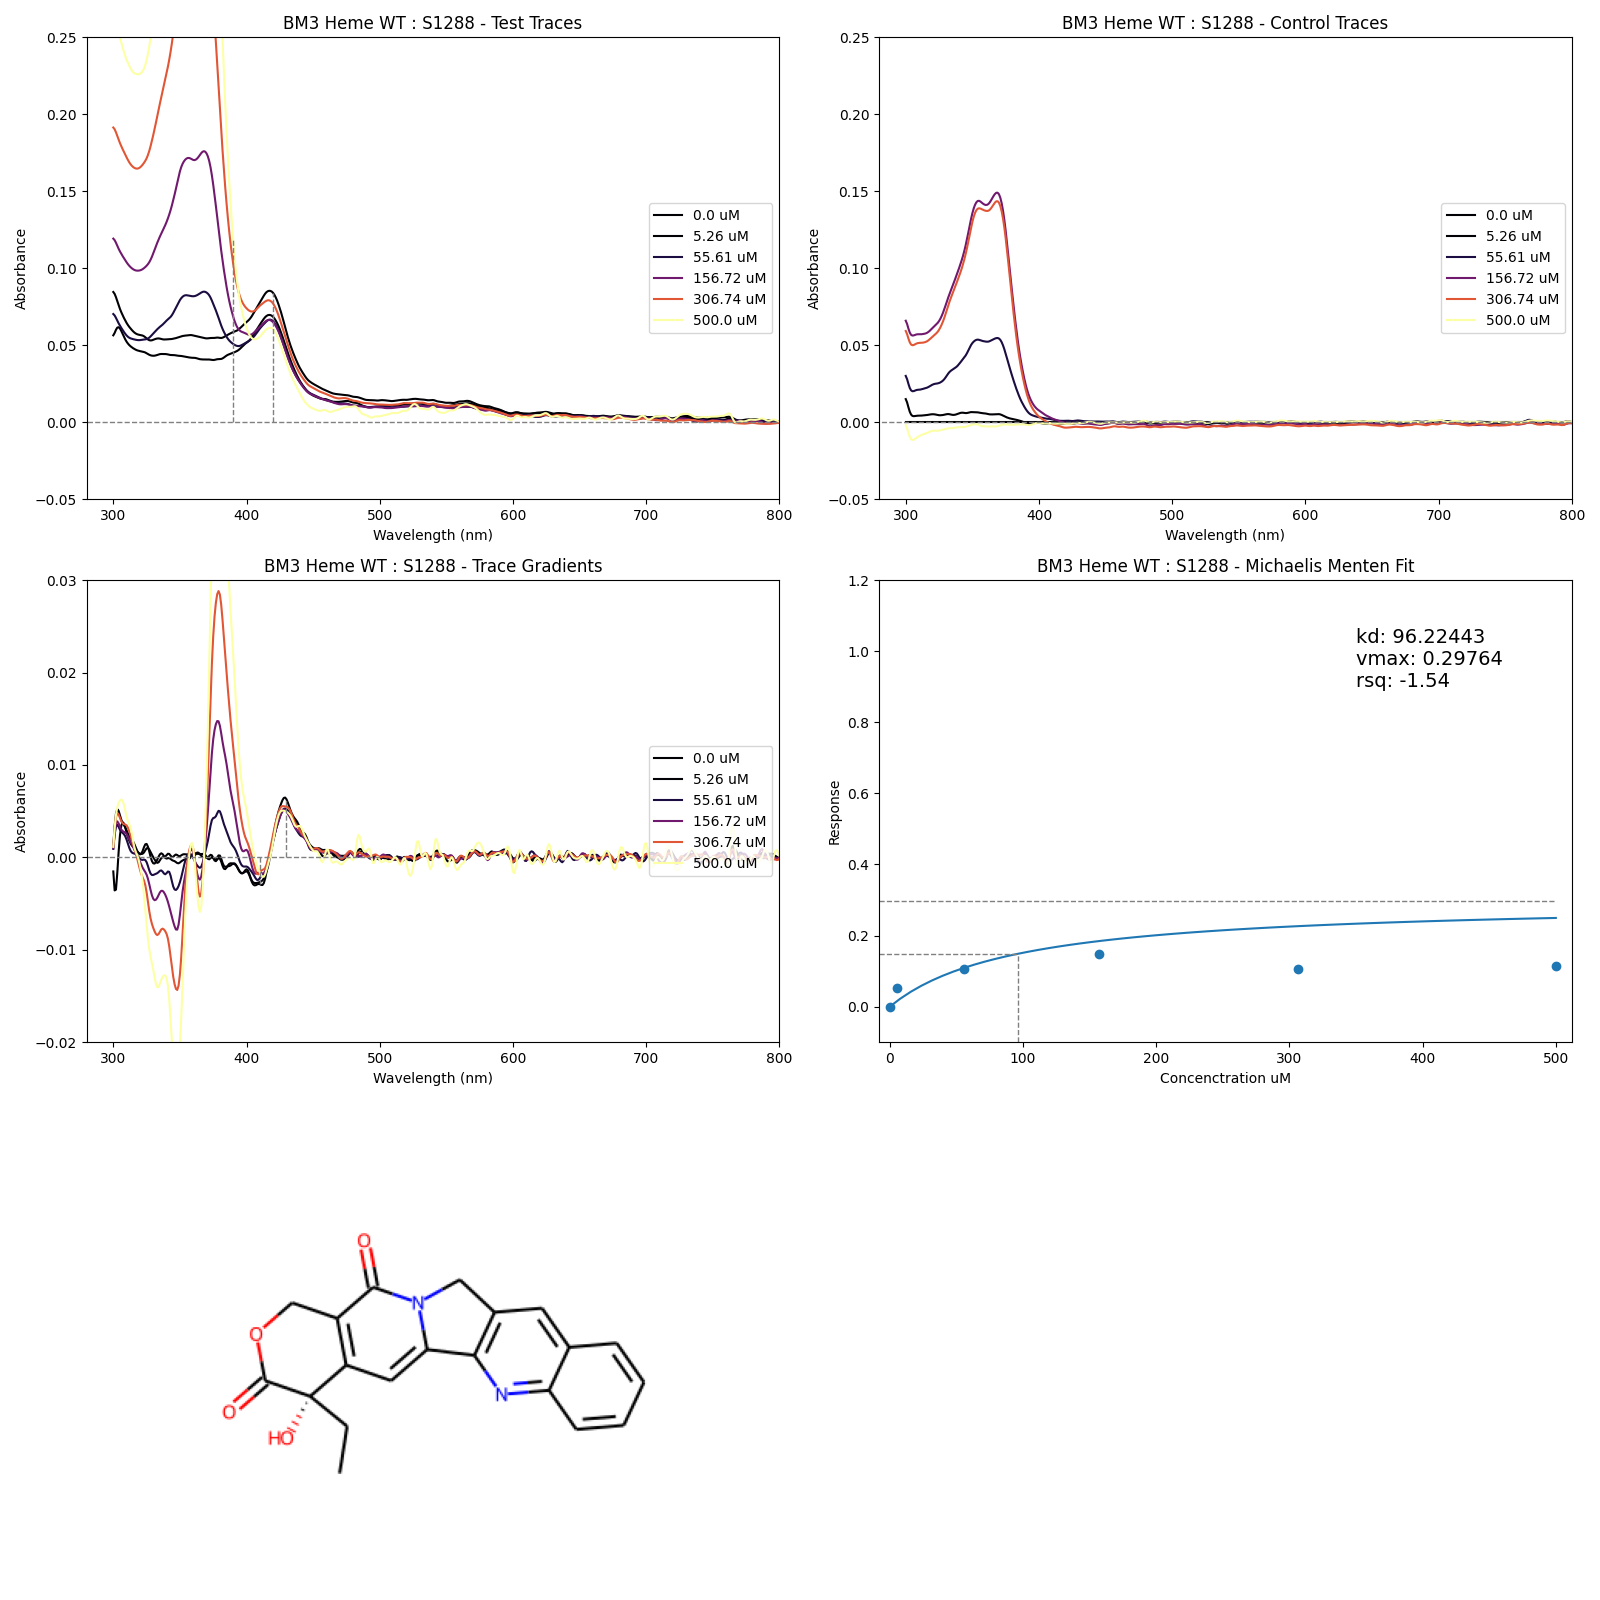 BM3 Heme WT : S1288 - Test Traces
0.25
0.20
0.15
0.10
0.05
0.00
−0.05
Absorbance
300 400 500 600 700 800
Wavelength (nm)
0.0 uM
5.26 uM
55.61 uM
156.72 uM
306.74 uM
500.0 uM
BM3 Heme WT : S1288 - Control Traces
0.25
0.20
0.15
0.10
0.05
0.00
−0.05
Absorbance
300 400 500 600 700 800
Wavelength (nm)
0.0 uM
5.26 uM
55.61 uM
156.72 uM
306.74 uM
500.0 uM
BM3 Heme WT : S1288 - Trace Gradients
0.03
0.02
0.01
0.00
−0.01
−0.02
Absorbance
300 400 500 600 700 800
Wavelength (nm)
0.0 uM
5.26 uM
55.61 uM
156.72 uM
306.74 uM
500.0 uM
BM3 Heme WT : S1288 - Michaelis Menten Fit
1.2
1.0
0.8
0.6
0.4
0.2
0.0
Response
0 100 200 300 400 500
Concenctration uM
kd: 96.22443
vmax: 0.29764
rsq: -1.54
O
N
O
N
O
HO